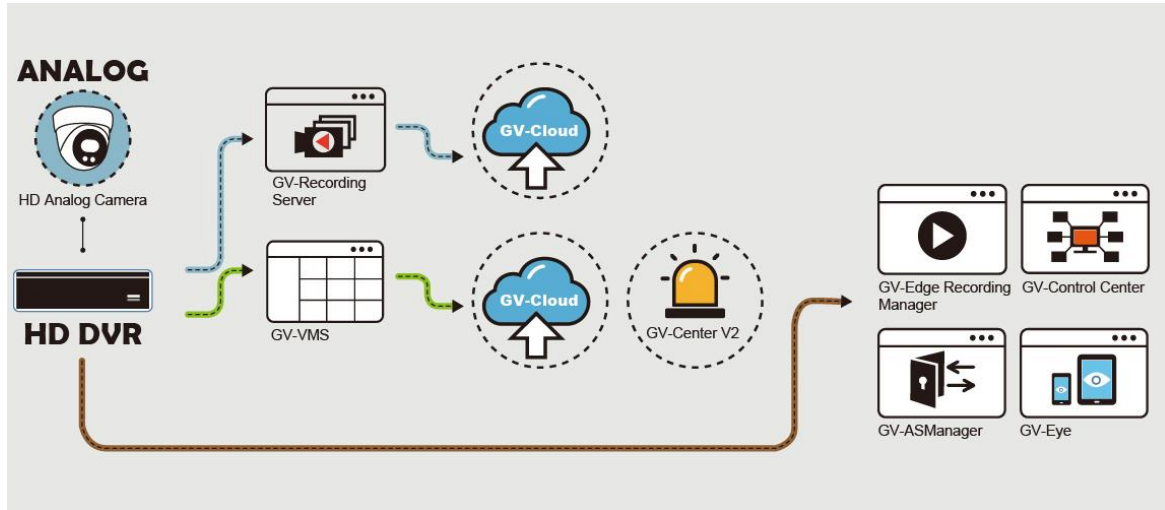 ANALOG
HD Analog Camera
HD DVR
GV-Recording
Server
GV-Cloud
GV-VMS
GV-Cloud
GV-Center V2
GV-Edge Recording
Manager
GV-Control Center
GV-ASManager
GV-Eye